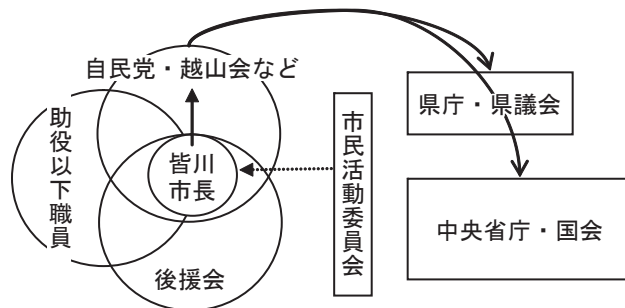 自民党・越山会など
助役以下職員
皆川
市長
後援会
市民活動委員会
県庁・県議会
中央省庁・国会